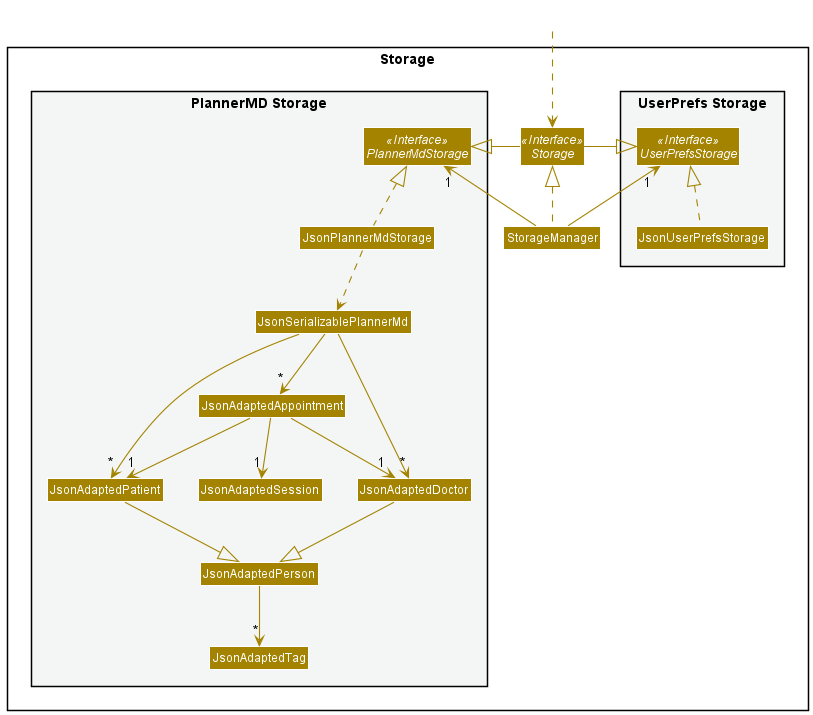 Storage
PlannerMD Storage
UserPrefs Storage
«Interface»
PlannerMdStorage
«Interface»
Storage
«Interface»
UserPrefsStorage
1
1
JsonPlannerMdStorage
StorageManager
JsonUserPrefsStorage
JsonSerializablePlannerMd
*
JsonAdaptedAppointment
*
1
1
1
*
JsonAdaptedPatient
JsonAdaptedSession
JsonAdaptedDoctor
JsonAdaptedPerson
*
JsonAdaptedTag